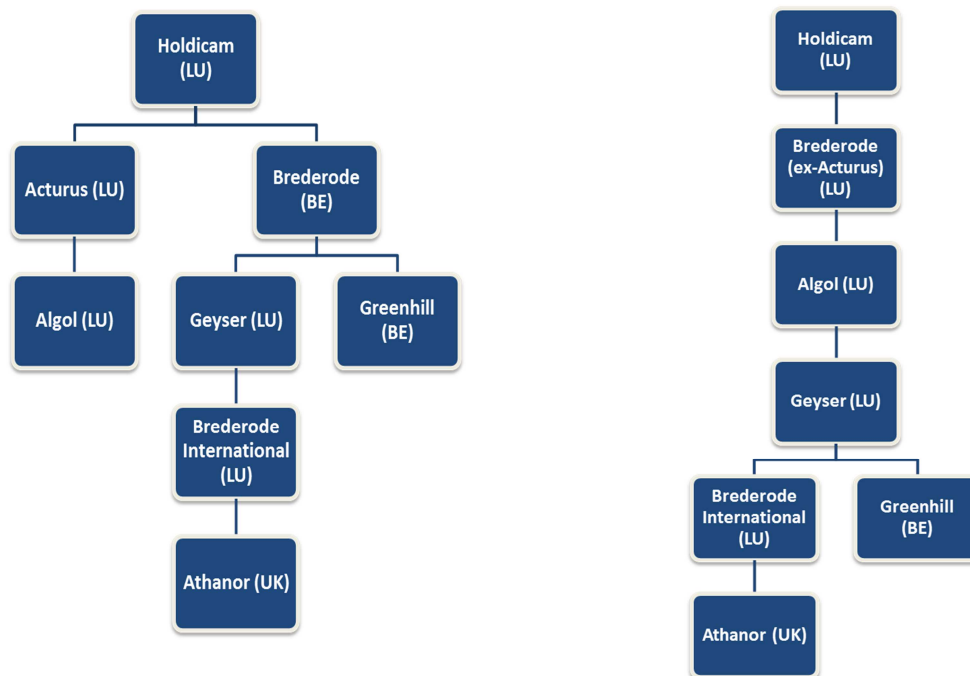 Holdicam
(LU)
Acturus (LU)
Brederode
(BE)
Algol (LU)
Geyser (LU)
Greenhill
(BE)
Brederode
International
(LU)
Athanor (UK)
Holdicam
(LU)
Brederode
(ex-Acturus)
(LU)
Algol (LU)
Geyser (LU)
Brederode
International
(LU)
Greenhill
(BE)
Athanor (UK)